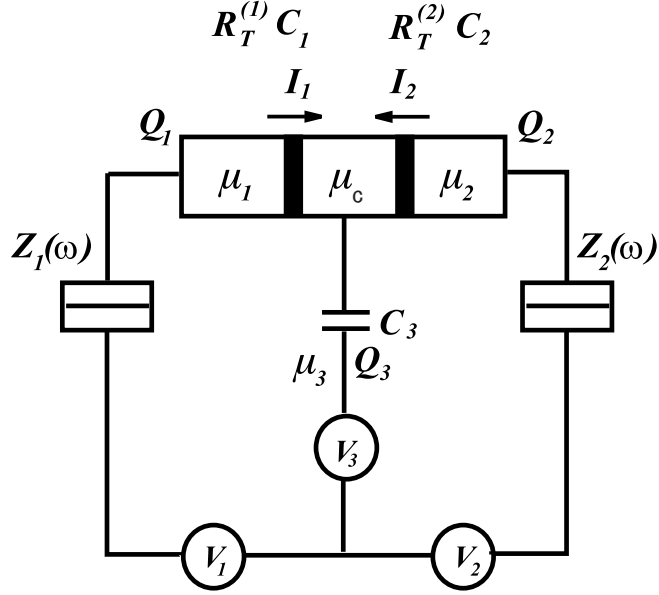 R_T^(1) C_1 R_T^(2) C_2
I_1 I_2
Q_1 Q_2
μ_1 μ_c μ_2
Z_1(ω) Z_2(ω)
C_3
μ_3 Q_3
V_3
V_1 V_2